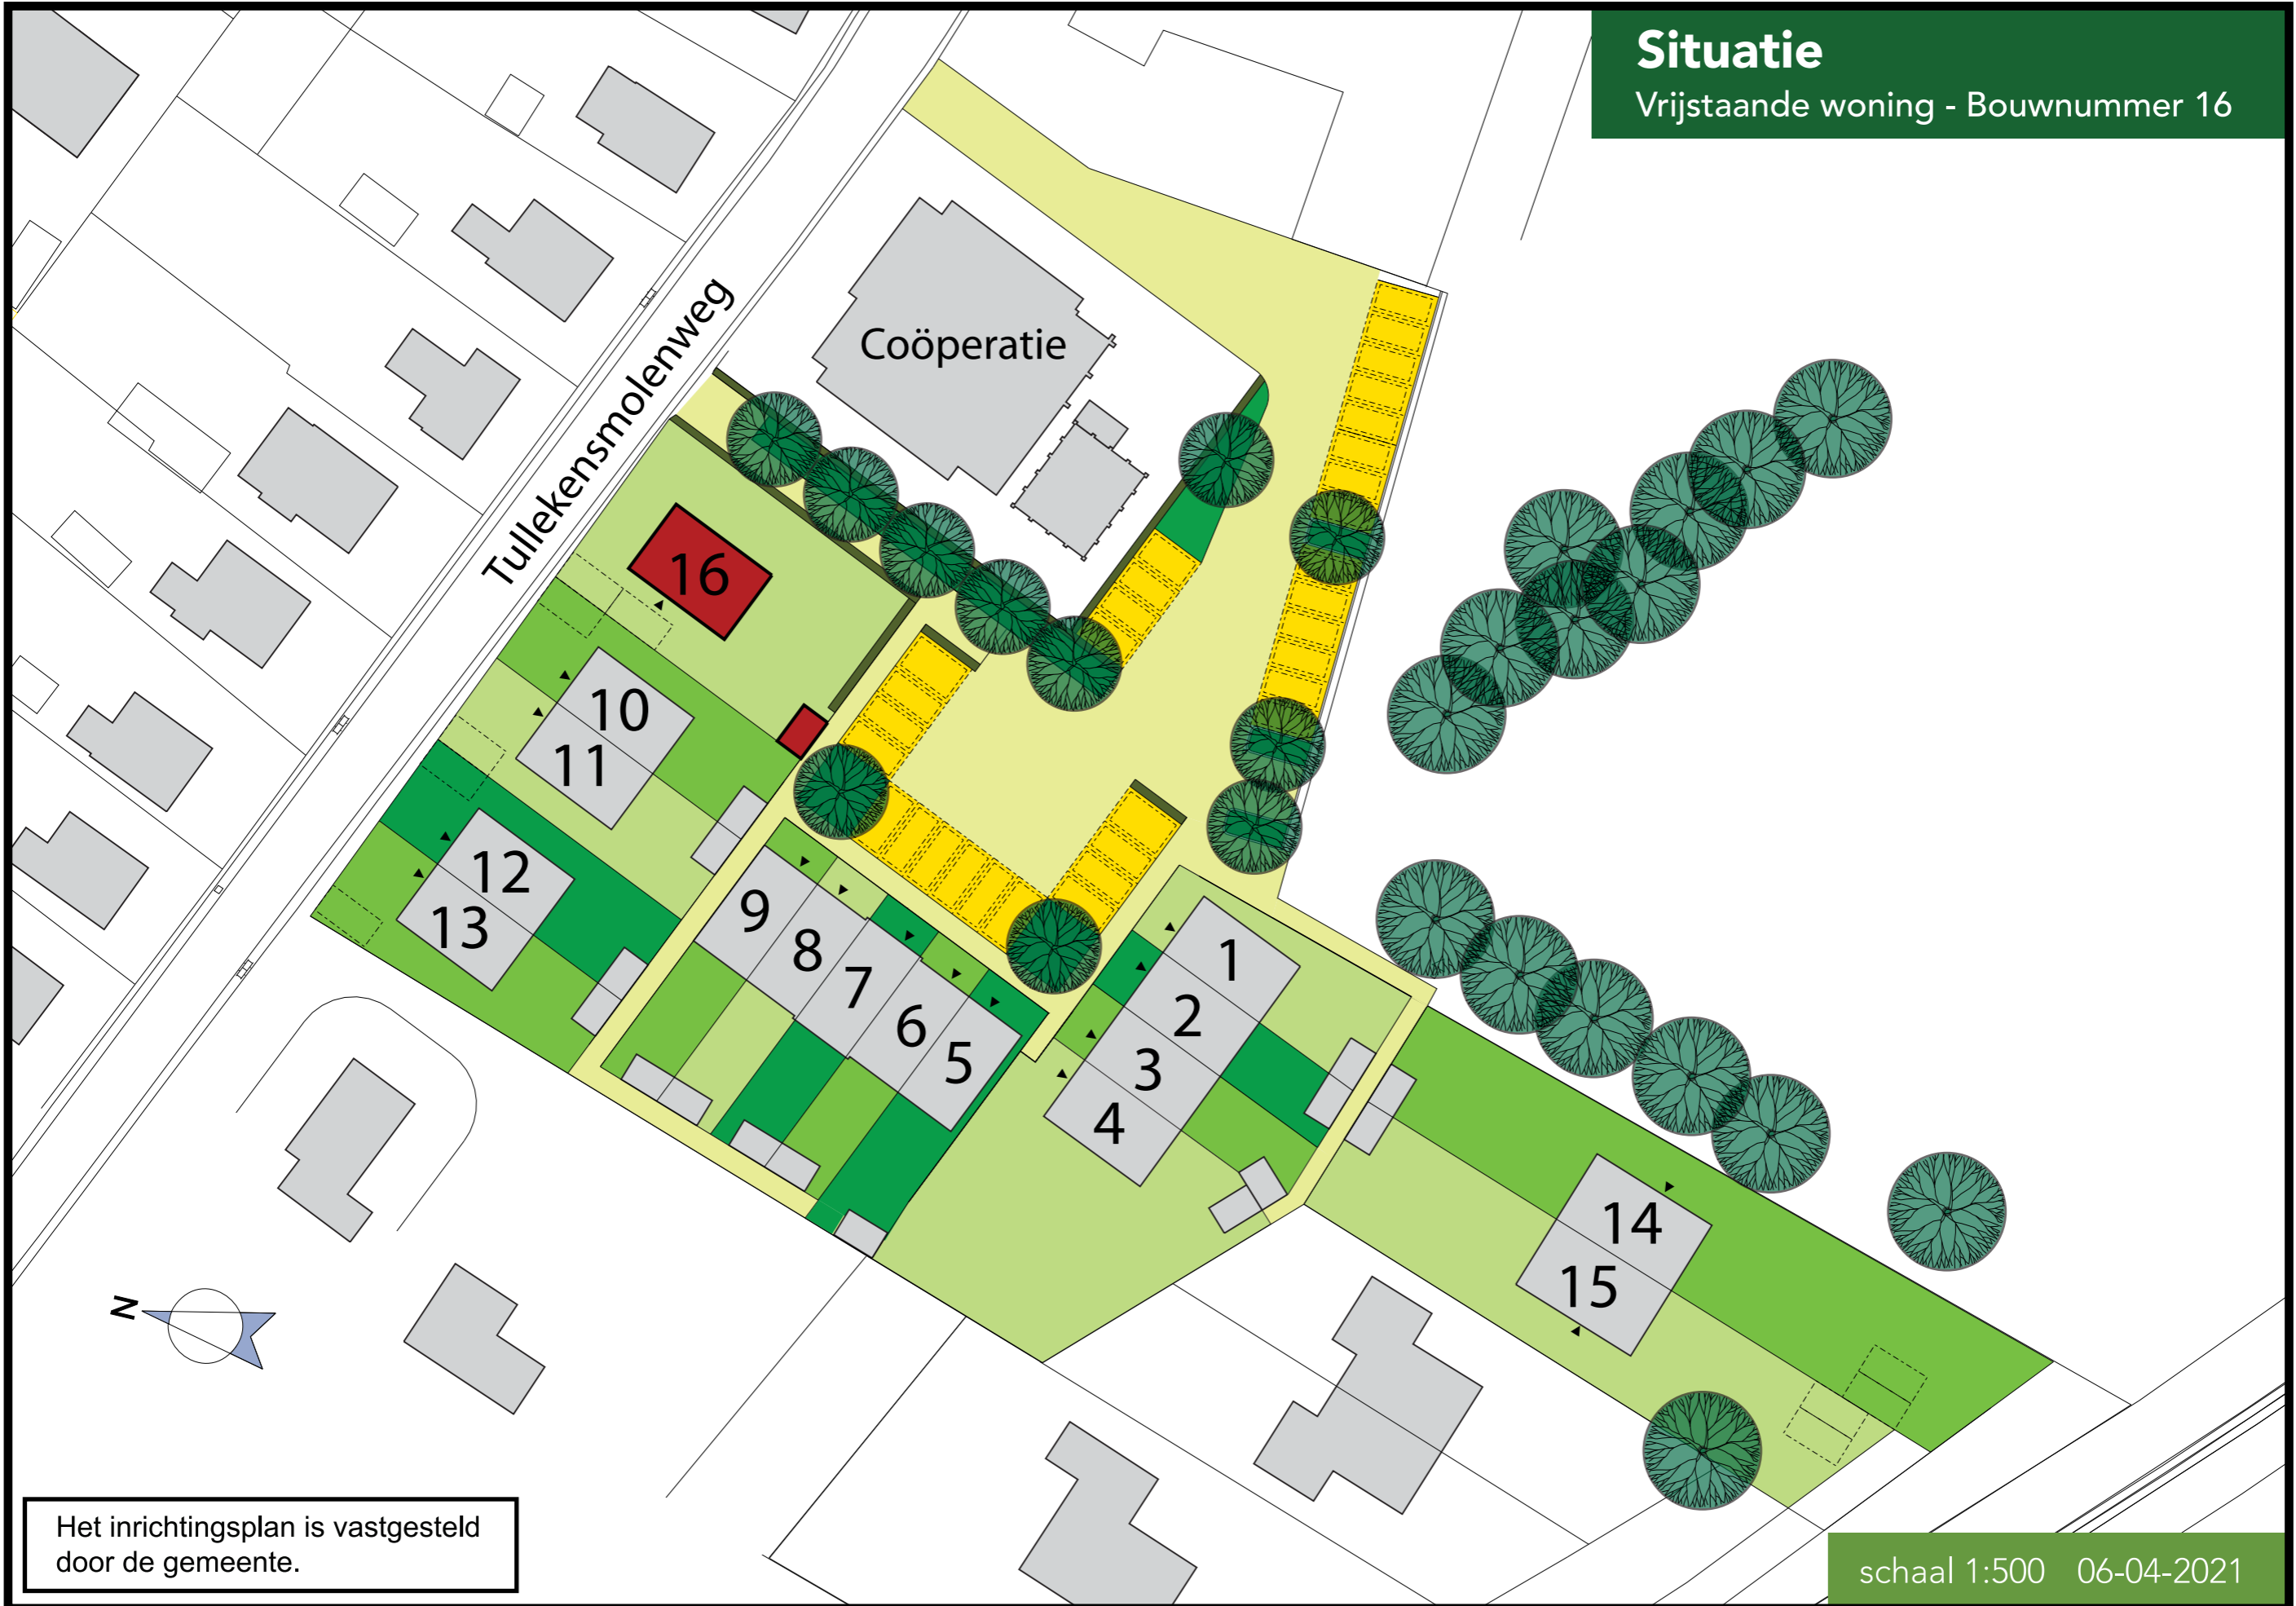 Situatie
Vrijstaande woning - Bouwnummer 16
Coöperatie
Tullekensmolenweg
16
10
11
12
13
9
8
7
6
5
1
2
3
4
14
15
N
Het inrichtingsplan is vastgesteld
door de gemeente.
schaal 1:500 06-04-2021